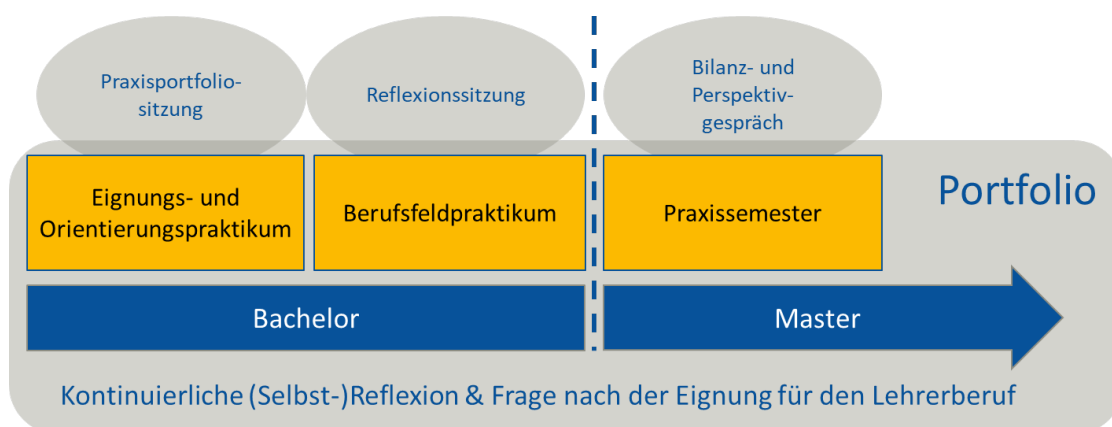 Praxisportfolio-
sitzung
Reflexionssitzung
Bilanz- und
Perspektiv-
gespräch
Eignungs- und
Orientierungspraktikum
Berufsfeldpraktikum
Praxissemester
Portfolio
Bachelor
Master
Kontinuierliche (Selbst-)Reflexion & Frage nach der Eignung für den Lehrerberuf